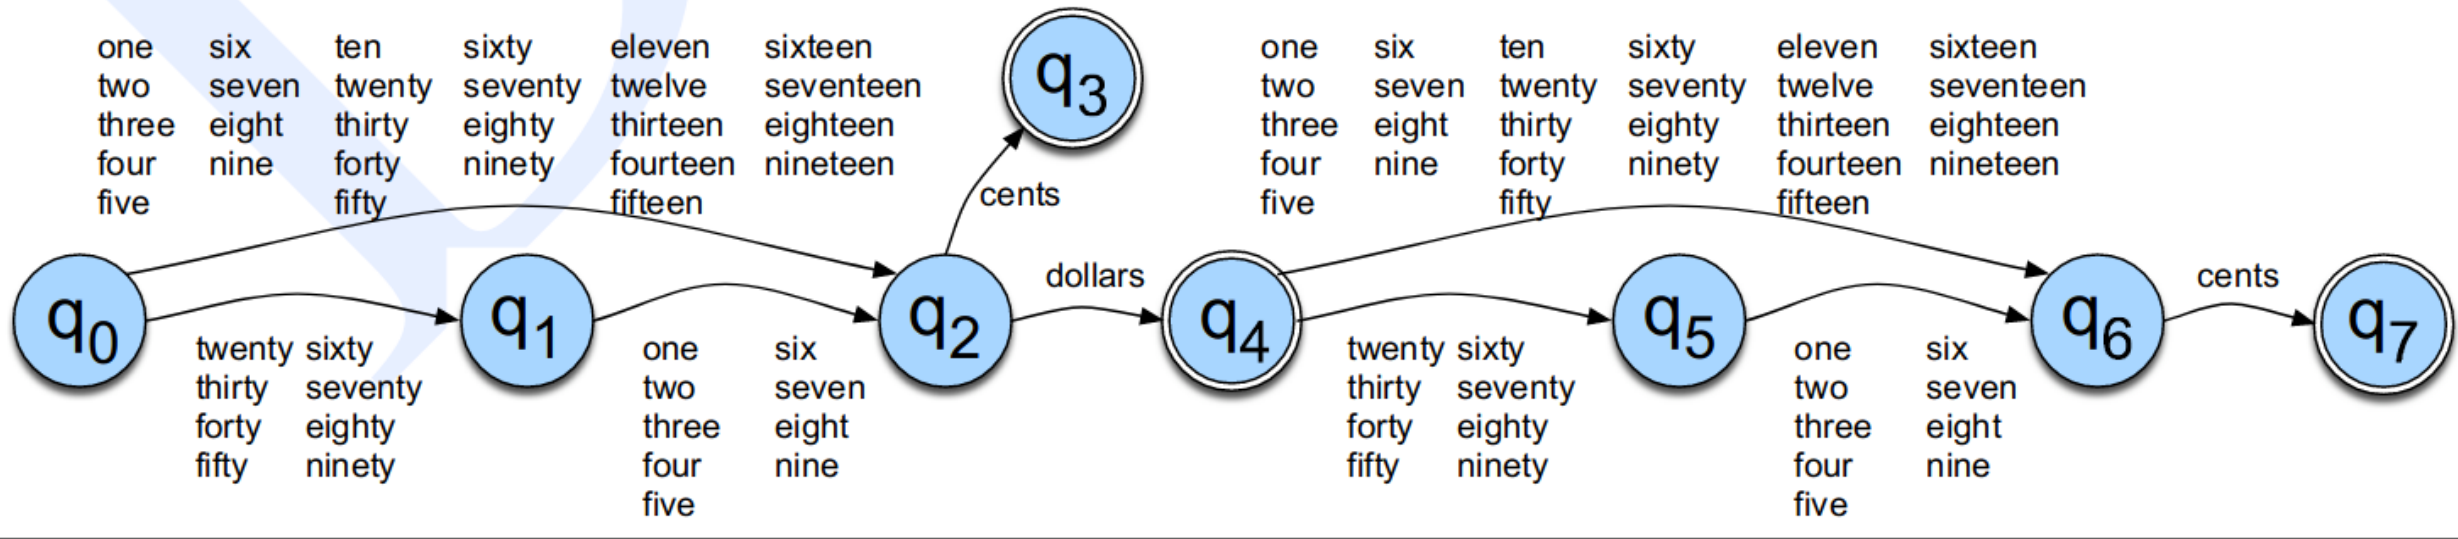 one six ten sixty eleven sixteen
two seven twenty seventy twelve seventeen
three eight thirty eighty thirteen eighteen
four nine forty ninety fourteen nineteen
five fifty fifteen
q3
cents
one six ten sixty eleven sixteen
two seven twenty seventy twelve seventeen
three eight thirty eighty thirteen eighteen
four nine forty ninety fourteen nineteen
five fifty fifteen
q0
q1
q2
dollars
q4
q5
q6
cents
q7
twenty sixty
thirty seventy
forty eighty
fifty ninety
one six
two seven
three eight
four nine
five
twenty sixty
thirty seventy
forty eighty
fifty ninety
one six
two seven
three eight
four nine
five